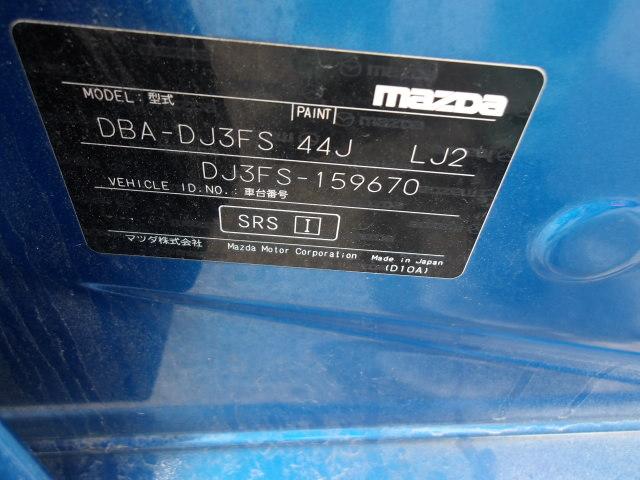 mazDa
MODEL: 型式 PAINT
DBA-DJ3FS 44J LJ2
DJ3FS-159670
VEHICLE ID.NO.: 車台番号
SRS I
マツダ株式会社 Mazda Motor Corporation Made in Japan
(D10A)